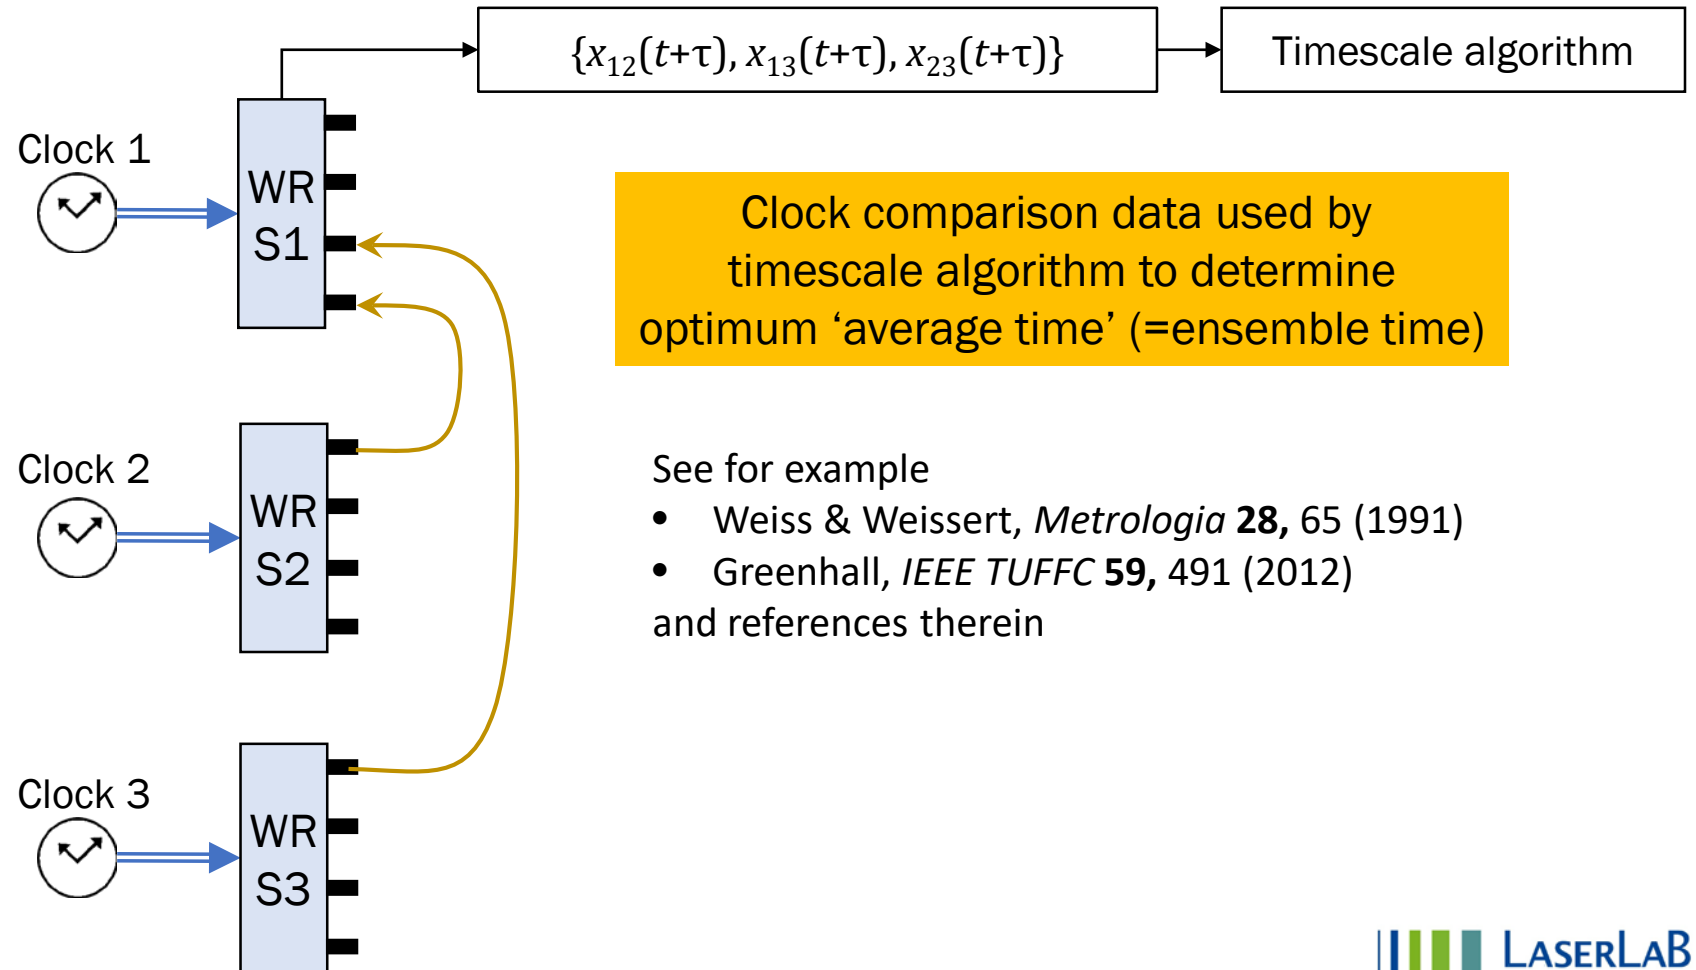 {x₁₂(t+τ), x₁₃(t+τ), x₂₃(t+τ)}
Timescale algorithm
Clock 1
WR
S1
Clock comparison data used by
timescale algorithm to determine
optimum ‘average time’ (=ensemble time)
Clock 2
WR
S2
See for example
• Weiss & Weissert, Metrologia 28, 65 (1991)
• Greenhall, IEEE TUFFC 59, 491 (2012)
and references therein
Clock 3
WR
S3
LASERLAB